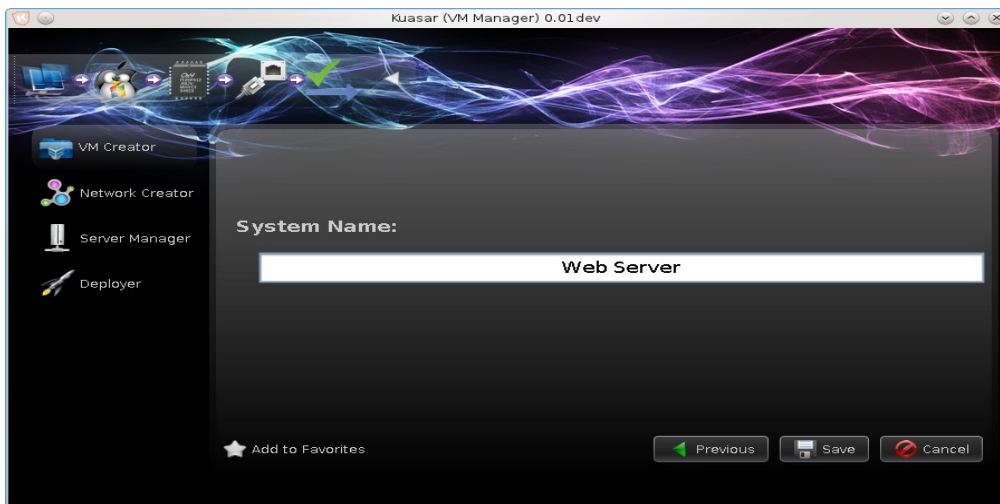 Kuasar (VM Manager) 0.01dev
VM Creator
Network Creator
Server Manager
Deployer
System Name:
Web Server
Add to Favorites
Previous
Save
Cancel